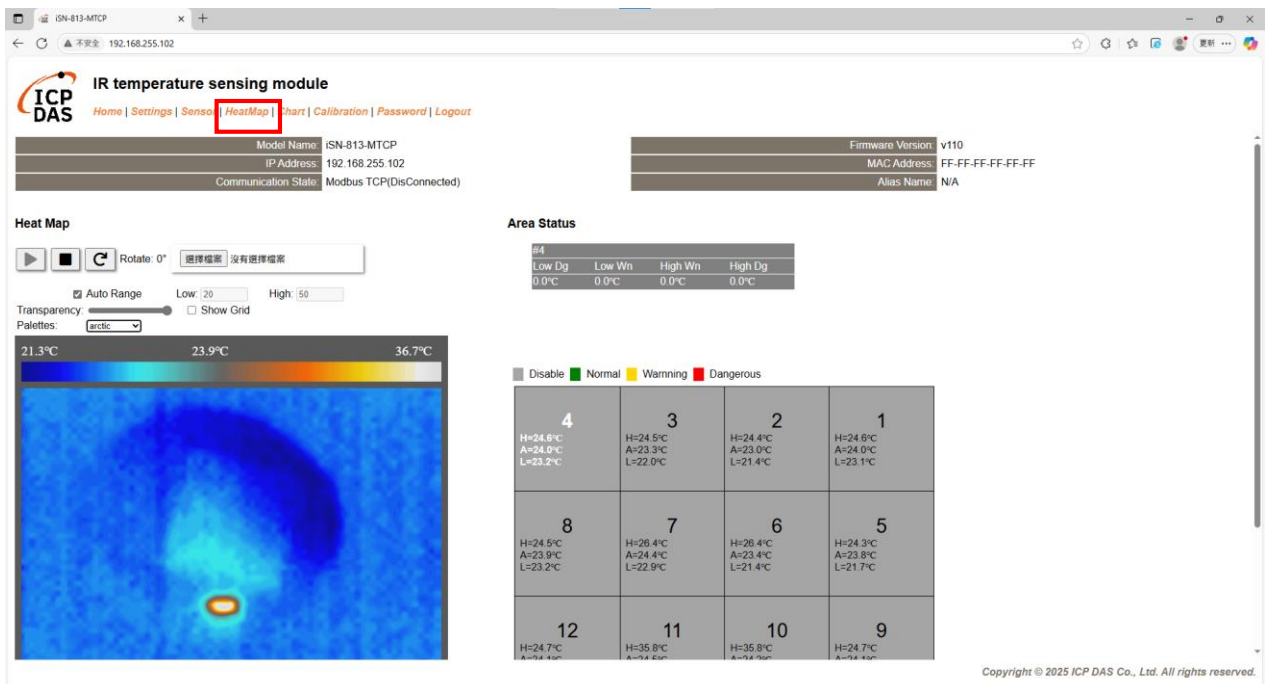 iSN-813-MTCP
不安全 192.168.255.102
更新
ICP DAS
IR temperature sensing module
Home | Settings | Sensor | HeatMap | Chart | Calibration | Password | Logout
Model Name: iSN-813-MTCP
Firmware Version: v110
IP Address: 192.168.255.102
MAC Address: FF-FF-FF-FF-FF-FF
Communication State: Modbus TCP(DisConnected)
Alias Name: N/A
Heat Map
Area Status
Rotate: 0° 選擇檔案 沒有選擇檔案
#4
Low Dg Low Wn High Wn High Dg
0.0°C 0.0°C 0.0°C 0.0°C
Auto Range Low: 20 High: 50
Transparency: Show Grid
Palettes: arctic
21.3°C 23.9°C 36.7°C
Disable Normal Warnning Dangerous
4 3 2 1
H=24.6°C H=24.5°C H=24.4°C H=24.6°C
A=24.0°C A=23.3°C A=23.0°C A=24.0°C
L=23.2°C L=22.0°C L=21.4°C L=23.1°C
8 7 6 5
H=24.5°C H=26.4°C H=26.4°C H=24.3°C
A=23.9°C A=24.4°C A=23.4°C A=23.8°C
L=23.2°C L=22.9°C L=21.4°C L=21.7°C
12 11 10 9
H=24.7°C H=35.8°C H=35.8°C H=24.7°C
Copyright © 2025 ICP DAS Co., Ltd. All rights reserved.